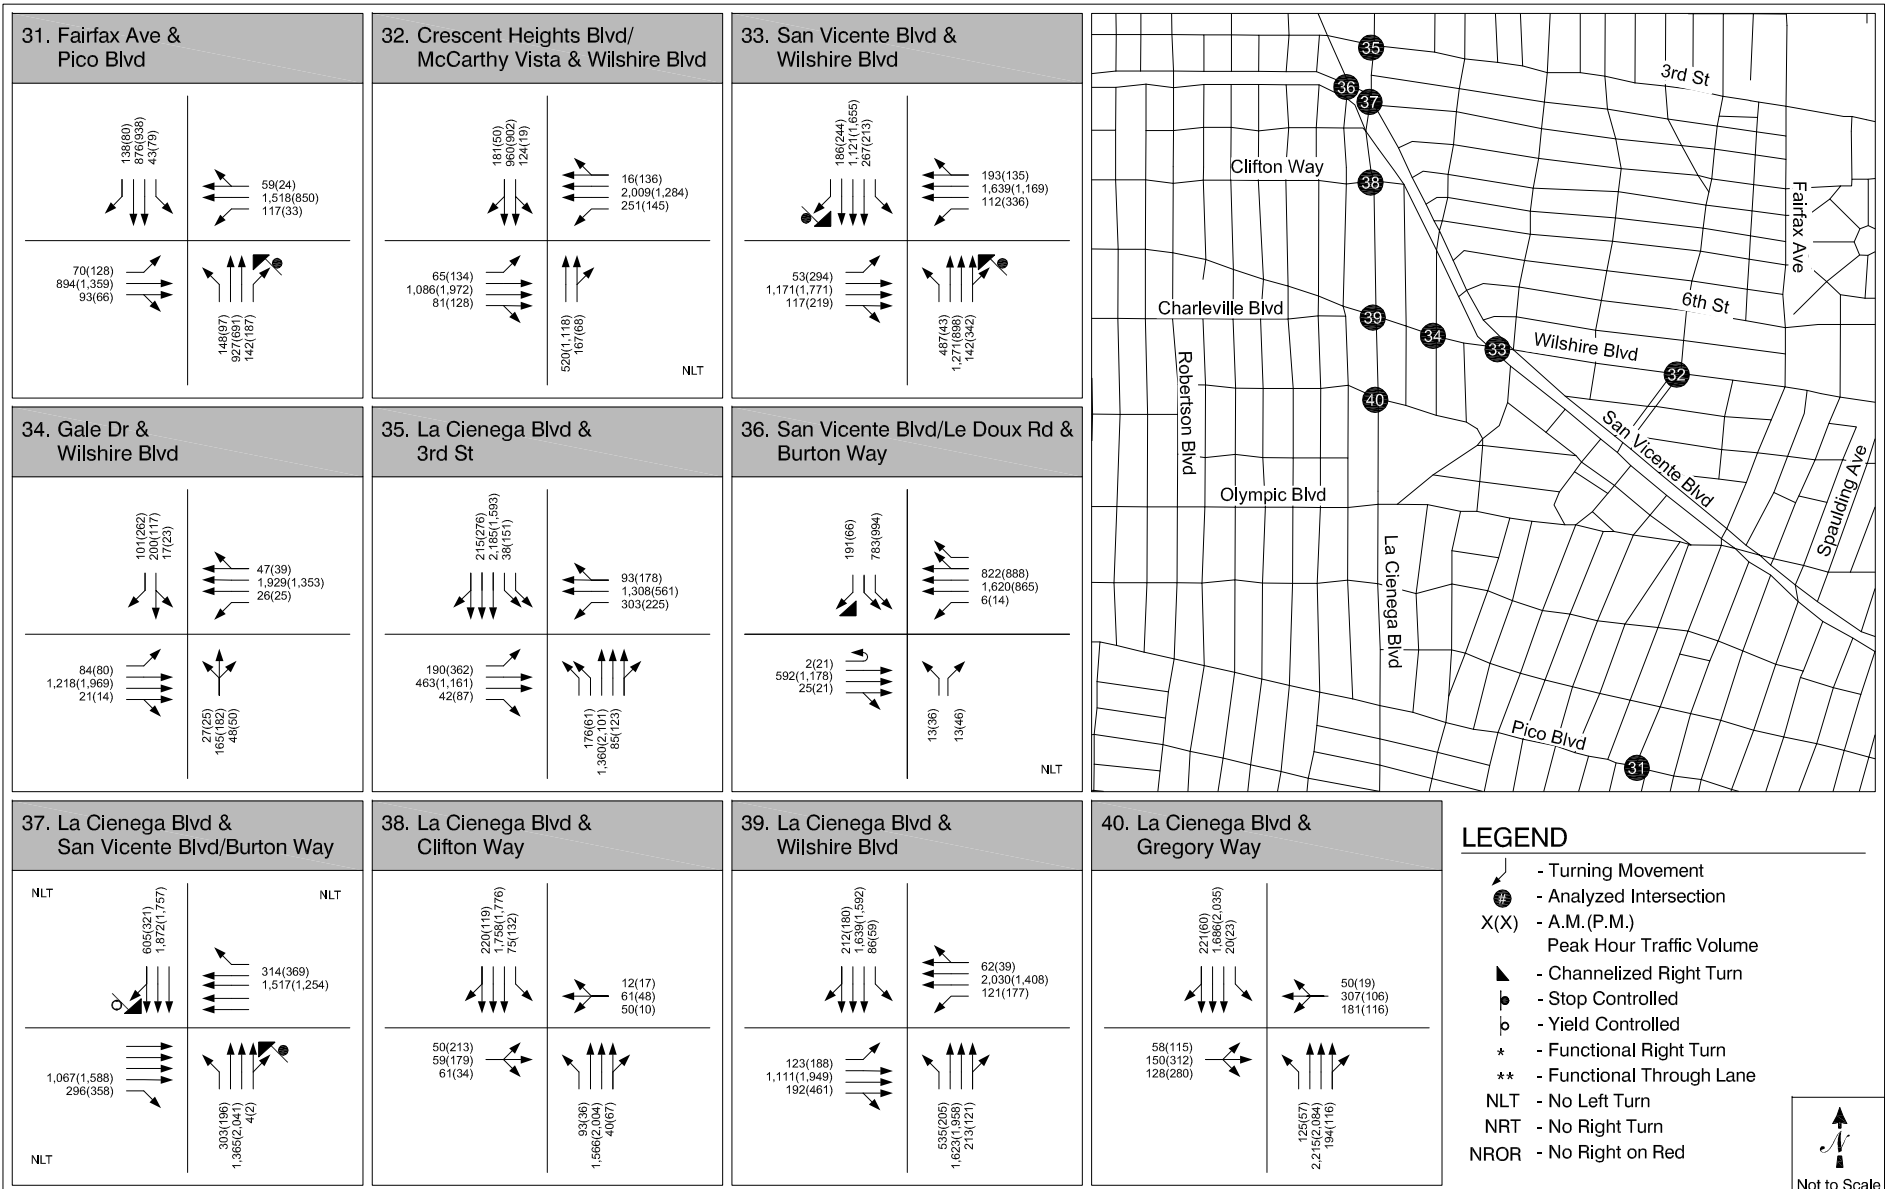 31. Fairfax Ave &
Pico Blvd
138(80)
876(938)
43(79)
59(24)
1,518(850)
117(33)
70(128)
894(1,359)
93(66)
148(97)
927(691)
142(187)
32. Crescent Heights Blvd/
McCarthy Vista & Wilshire Blvd
181(50)
960(902)
124(19)
16(136)
2,009(1,284)
251(145)
65(134)
1,086(1,972)
81(128)
520(1,118)
167(68)
NLT
33. San Vicente Blvd &
Wilshire Blvd
186(244)
1,121(1,655)
267(213)
193(135)
1,639(1,169)
112(336)
53(294)
1,171(1,771)
117(219)
487(43)
1,271(898)
142(342)
34. Gale Dr &
Wilshire Blvd
101(262)
200(117)
17(23)
47(39)
1,929(1,353)
26(25)
84(80)
1,218(1,969)
21(14)
27(25)
165(182)
48(50)
35. La Cienega Blvd &
3rd St
215(276)
2,185(1,593)
38(151)
93(178)
1,308(561)
303(225)
190(362)
463(1,161)
42(87)
176(61)
1,360(2,101)
85(123)
36. San Vicente Blvd/Le Doux Rd &
Burton Way
191(66)
783(994)
822(888)
1,620(865)
6(14)
2(21)
592(1,178)
25(21)
13(36)
13(46)
NLT
37. La Cienega Blvd &
San Vicente Blvd/Burton Way
NLT
NLT
605(321)
1,872(1,757)
314(369)
1,517(1,254)
1,067(1,588)
296(358)
303(196)
1,365(2,041)
4(2)
NLT
38. La Cienega Blvd &
Clifton Way
220(119)
1,758(1,776)
75(132)
12(17)
61(48)
50(10)
50(213)
59(179)
61(34)
93(36)
1,566(2,004)
40(67)
39. La Cienega Blvd &
Wilshire Blvd
212(180)
1,639(1,592)
86(59)
62(39)
2,030(1,408)
121(177)
123(188)
1,111(1,949)
192(461)
535(205)
1,623(1,958)
213(121)
40. La Cienega Blvd &
Gregory Way
221(60)
1,686(2,035)
20(23)
50(19)
307(106)
181(116)
58(115)
150(312)
128(280)
125(57)
2,215(2,084)
194(116)
35
36
37
38
39
34
33
32
40
31
3rd St
Clifton Way
Fairfax Ave
6th St
Charleville Blvd
Wilshire Blvd
Robertson Blvd
San Vicente Blvd
Olympic Blvd
Spaulding Ave
La Cienega Blvd
Pico Blvd
LEGEND
- Turning Movement
# - Analyzed Intersection
X(X) - A.M.(P.M.)
Peak Hour Traffic Volume
- Channelized Right Turn
- Stop Controlled
- Yield Controlled
* - Functional Right Turn
** - Functional Through Lane
NLT - No Left Turn
NRT - No Right Turn
NROR - No Right on Red
N
Not to Scale